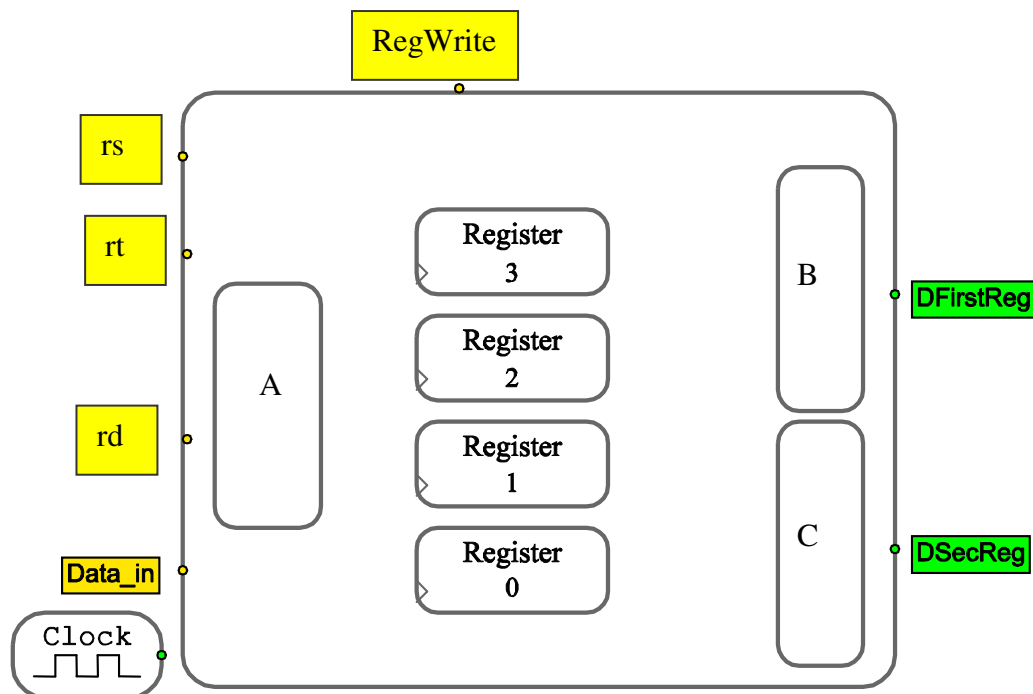 RegWrite
rs
rt
rd
Data_in
Clock
A
Register
3
Register
2
Register
1
Register
0
B
C
DFirstReg
DSecReg